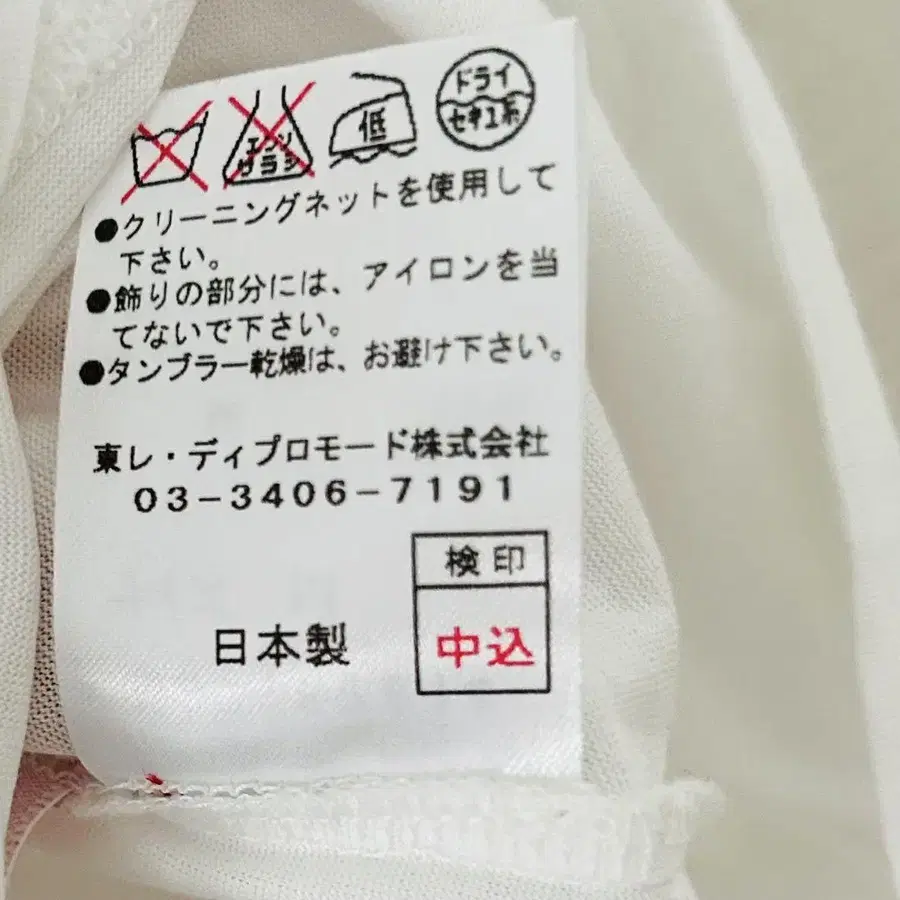 エンソ
サラシ
低
ドライ
セキユ系
●クリーニングネットを使用して
下さい。
●飾りの部分には、アイロンを当
てないで下さい。
●タンブラー乾燥は、お避け下さい。
東レ・ディプロモード株式会社
03-3406-7191
検印
日本製
中込